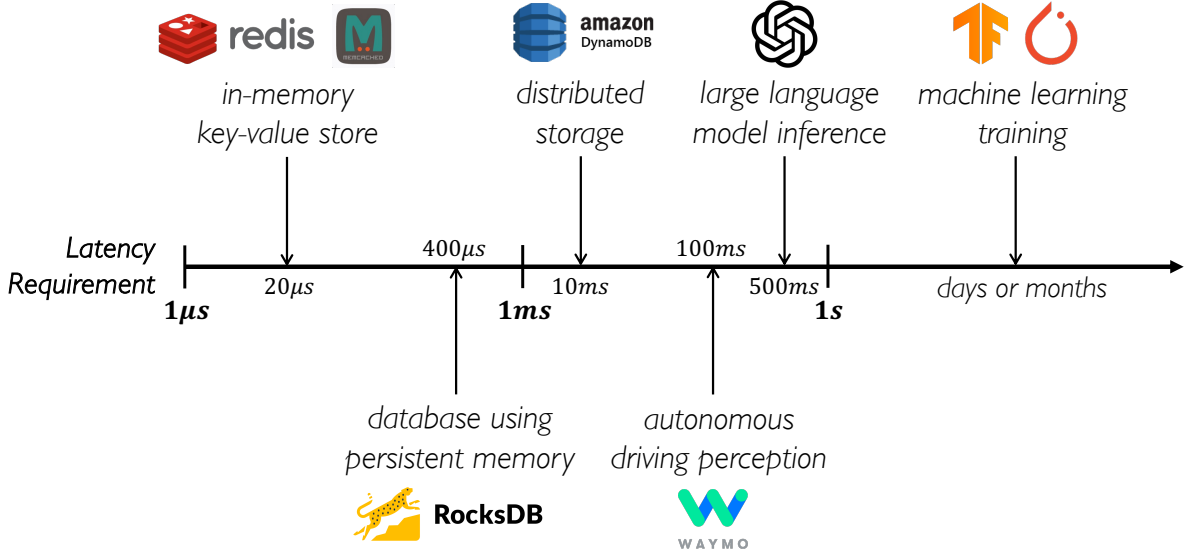 redis
MEMCACHED
amazon
DynamoDB
in-memory
key-value store
distributed
storage
large language
model inference
machine learning
training
Latency
Requirement
400μs
100ms
20μs
10ms
500ms
days or months
1μs
1ms
1s
database using
persistent memory
autonomous
driving perception
RocksDB
WAYMO